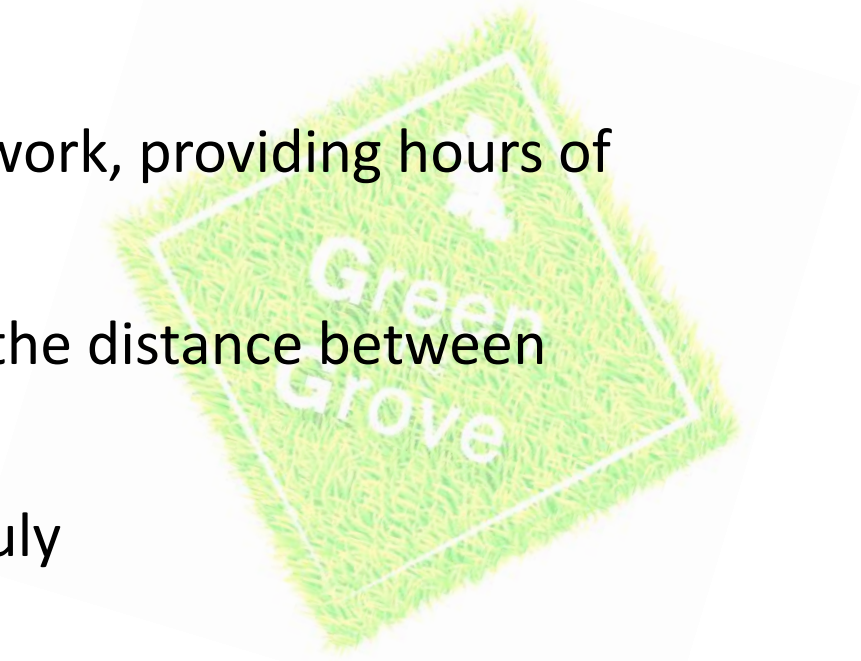 work, providing hours of
Green
the distance between
Grove
uly